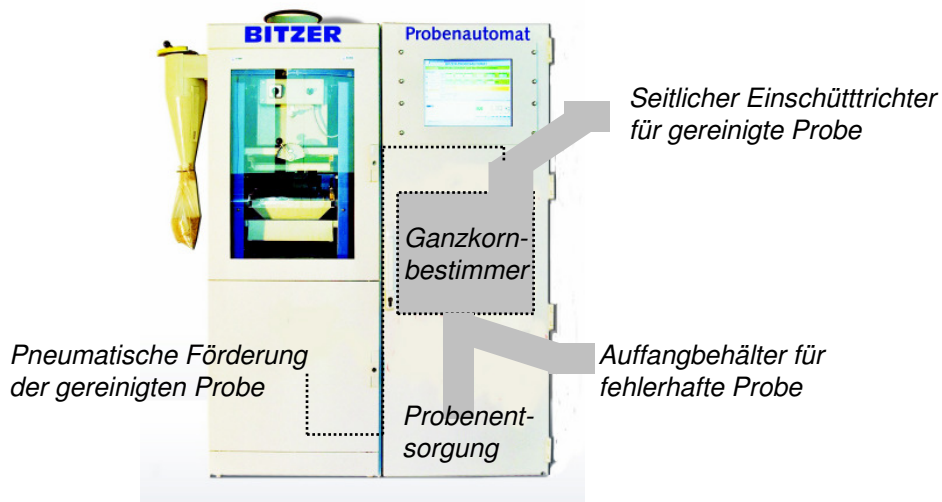 BITZER
Probenautomat
Seitlicher Einschütttrichter
für gereinigte Probe
Ganzkorn-
bestimmer
Pneumatische Förderung
der gereinigten Probe
Auffangbehälter für
fehlerhafte Probe
Probenent-
sorgung